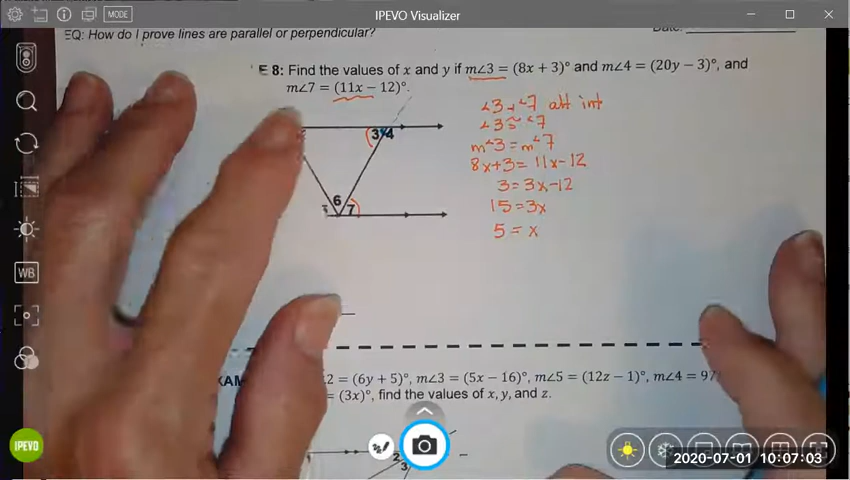 IPEVO Visualizer
MODE
EQ: How do I prove lines are parallel or perpendicular?
E 8: Find the values of x and y if m∠3 = (8x + 3)° and m∠4 = (20y − 3)°, and
m∠7 = (11x − 12)°.
∠3 + ∠7 alt int
∠3 ≅ ∠7
m∠3 = m∠7
8x+3 = 11x-12
3 = 3x-12
15 = 3x
5 = x
3 4
6
7
WB
2 = (6y + 5)°, m∠3 = (5x − 16)°, m∠5 = (12z − 1)°, m∠4 = 97
= (3x)°, find the values of x, y, and z.
2
3
IPEVO
2020-07-01 10:07:03